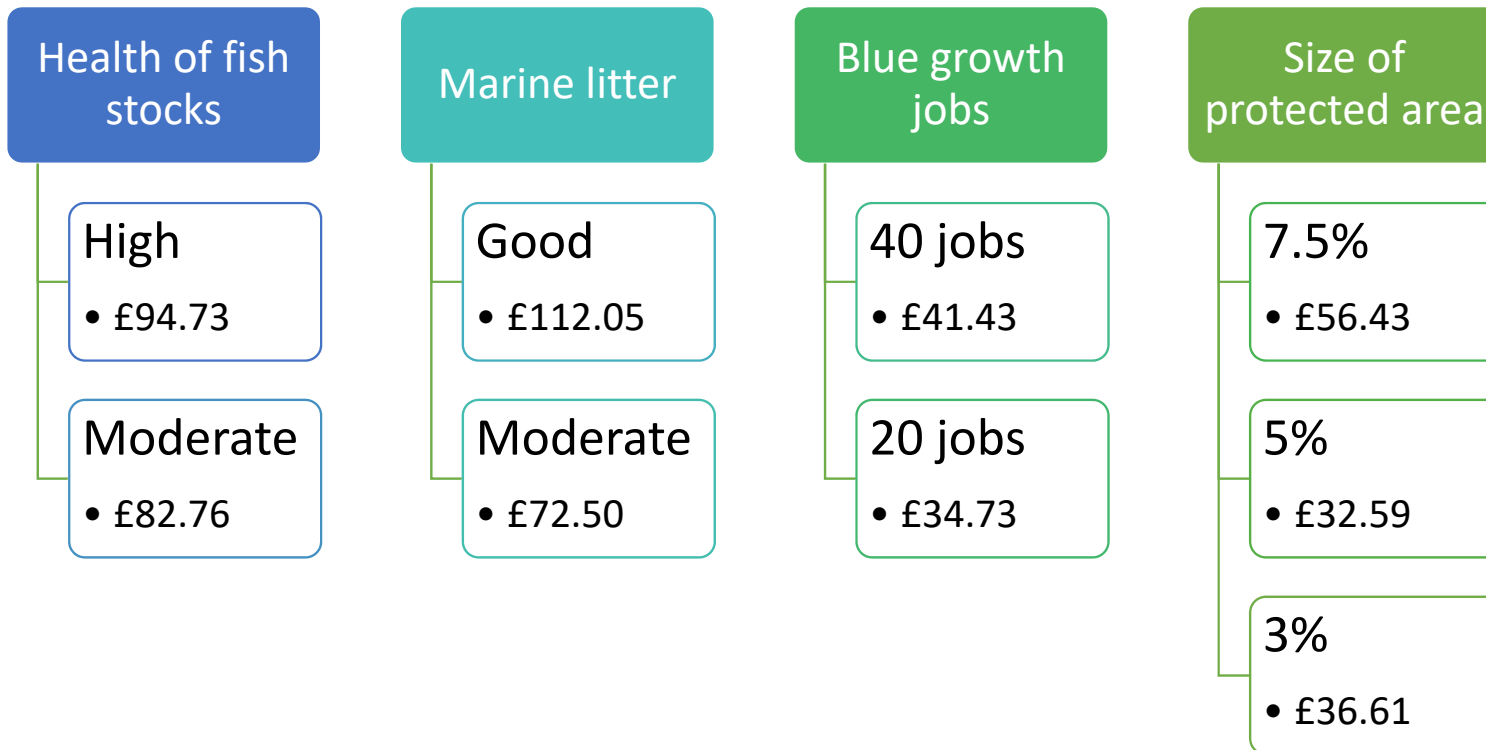 Health of fish
stocks
High
• £94.73
Moderate
• £82.76
Marine litter
Good
• £112.05
Moderate
• £72.50
Blue growth
jobs
40 jobs
• £41.43
20 jobs
• £34.73
Size of
protected area
7.5%
• £56.43
5%
• £32.59
3%
• £36.61